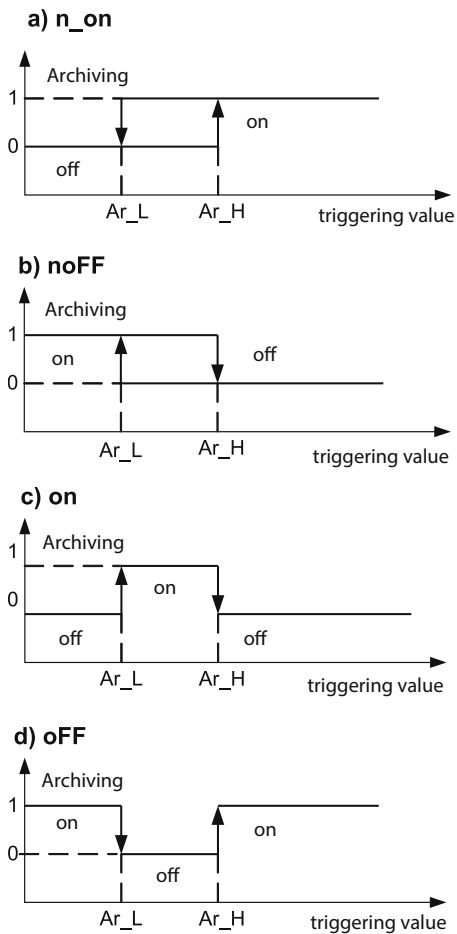 a) n_on
Archiving
1
on
0
off
Ar_L Ar_H
triggering value
b) noFF
Archiving
1
on off
0
Ar_L Ar_H
triggering value
c) on
1 Archiving
on
0
off off
Ar_L Ar_H
triggering value
d) oFF
Archiving
1
on on
0
off
Ar_L Ar_H
triggering value